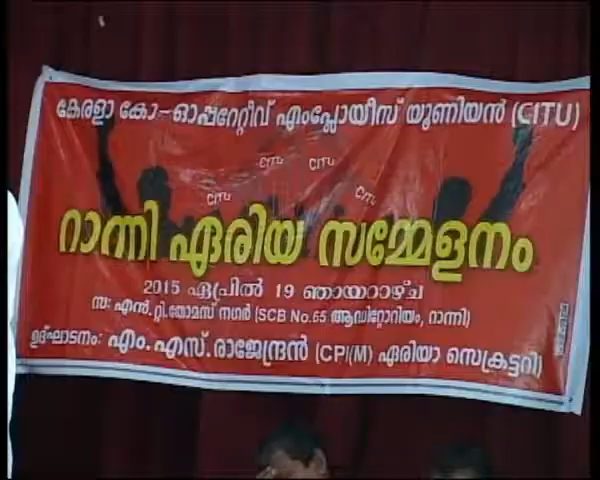 കേരളാ കോ-ഓപ്പറേറ്റീവ് എംപ്ലോയീസ് യൂണിയൻ (CITU)
CITU CITU
CITU CITU
റാന്നി ഏരിയ സമ്മേളനം
2015 ഏപ്രിൽ 19 ഞായറാഴ്ച
സ: എൻ.റ്റി.തോമസ് നഗർ (SCB No.65 ആഡിറ്റോറിയം, റാന്നി)
ഉദ്ഘാടനം: എം.എസ്.രാജേന്ദ്രൻ (CPI(M) ഏരിയാ സെക്രട്ടറി)